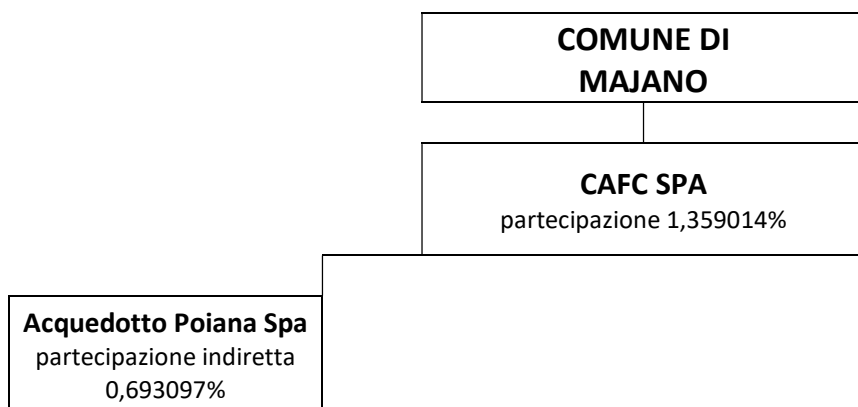 COMUNE DI
MAJANO
CAFC SPA
partecipazione 1,359014%
Acquedotto Poiana Spa
partecipazione indiretta
0,693097%